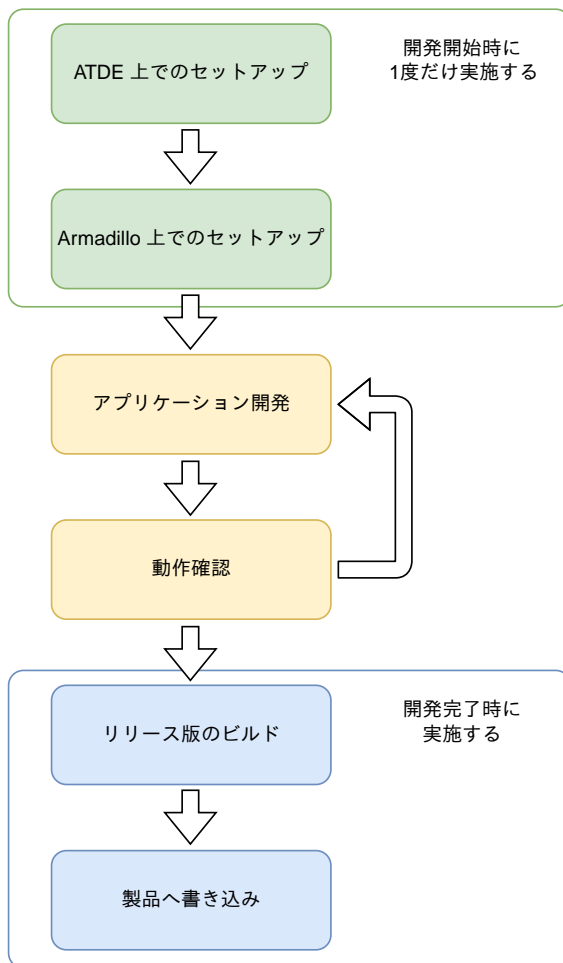 ATDE 上でのセットアップ
開発開始時に
1度だけ実施する
Armadillo 上でのセットアップ
アプリケーション開発
動作確認
リリース版のビルド
開発完了時に
実施する
製品へ書き込み